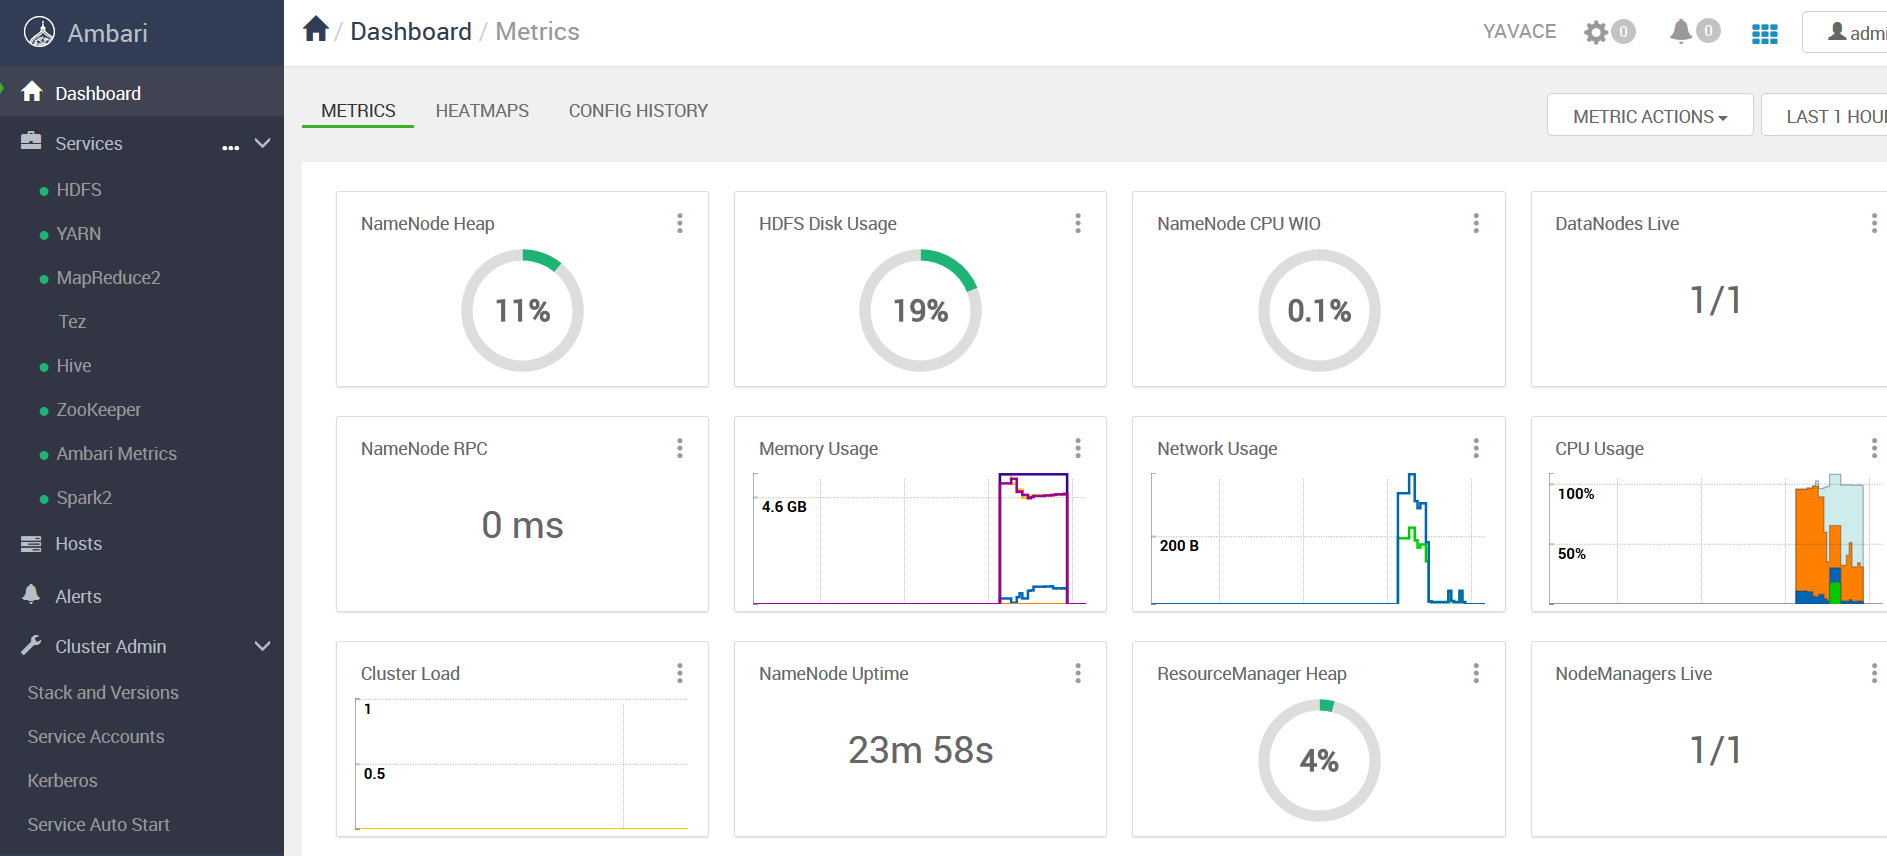 Ambari
Dashboard
Services
...
HDFS
YARN
MapReduce2
Tez
Hive
ZooKeeper
Ambari Metrics
Spark2
Hosts
Alerts
Cluster Admin
Stack and Versions
Service Accounts
Kerberos
Service Auto Start
/ Dashboard / Metrics
YAVACE
0
0
admi
METRICS HEATMAPS CONFIG HISTORY
METRIC ACTIONS
LAST 1 HOU
NameNode Heap
11%
HDFS Disk Usage
19%
NameNode CPU WIO
0.1%
DataNodes Live
1/1
NameNode RPC
0 ms
Memory Usage
4.6 GB
Network Usage
200 B
CPU Usage
100%
50%
Cluster Load
1
0.5
NameNode Uptime
23m 58s
ResourceManager Heap
4%
NodeManagers Live
1/1